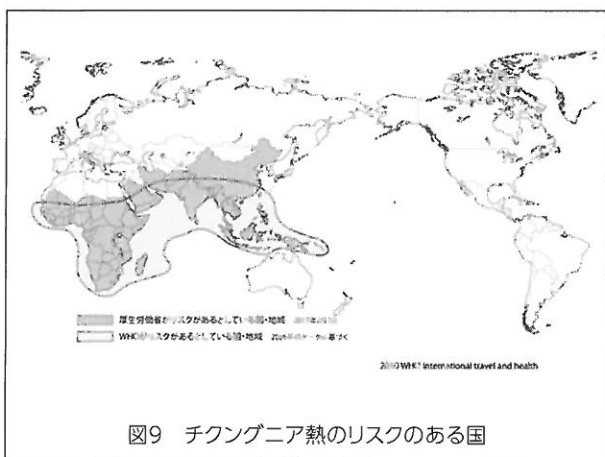 厚生労働省がリスクがあるとしている国・地域
WHOがリスクがあるとしている国・地域
2010 WHO International travel and health
図9 チクングニア熱のリスクのある国